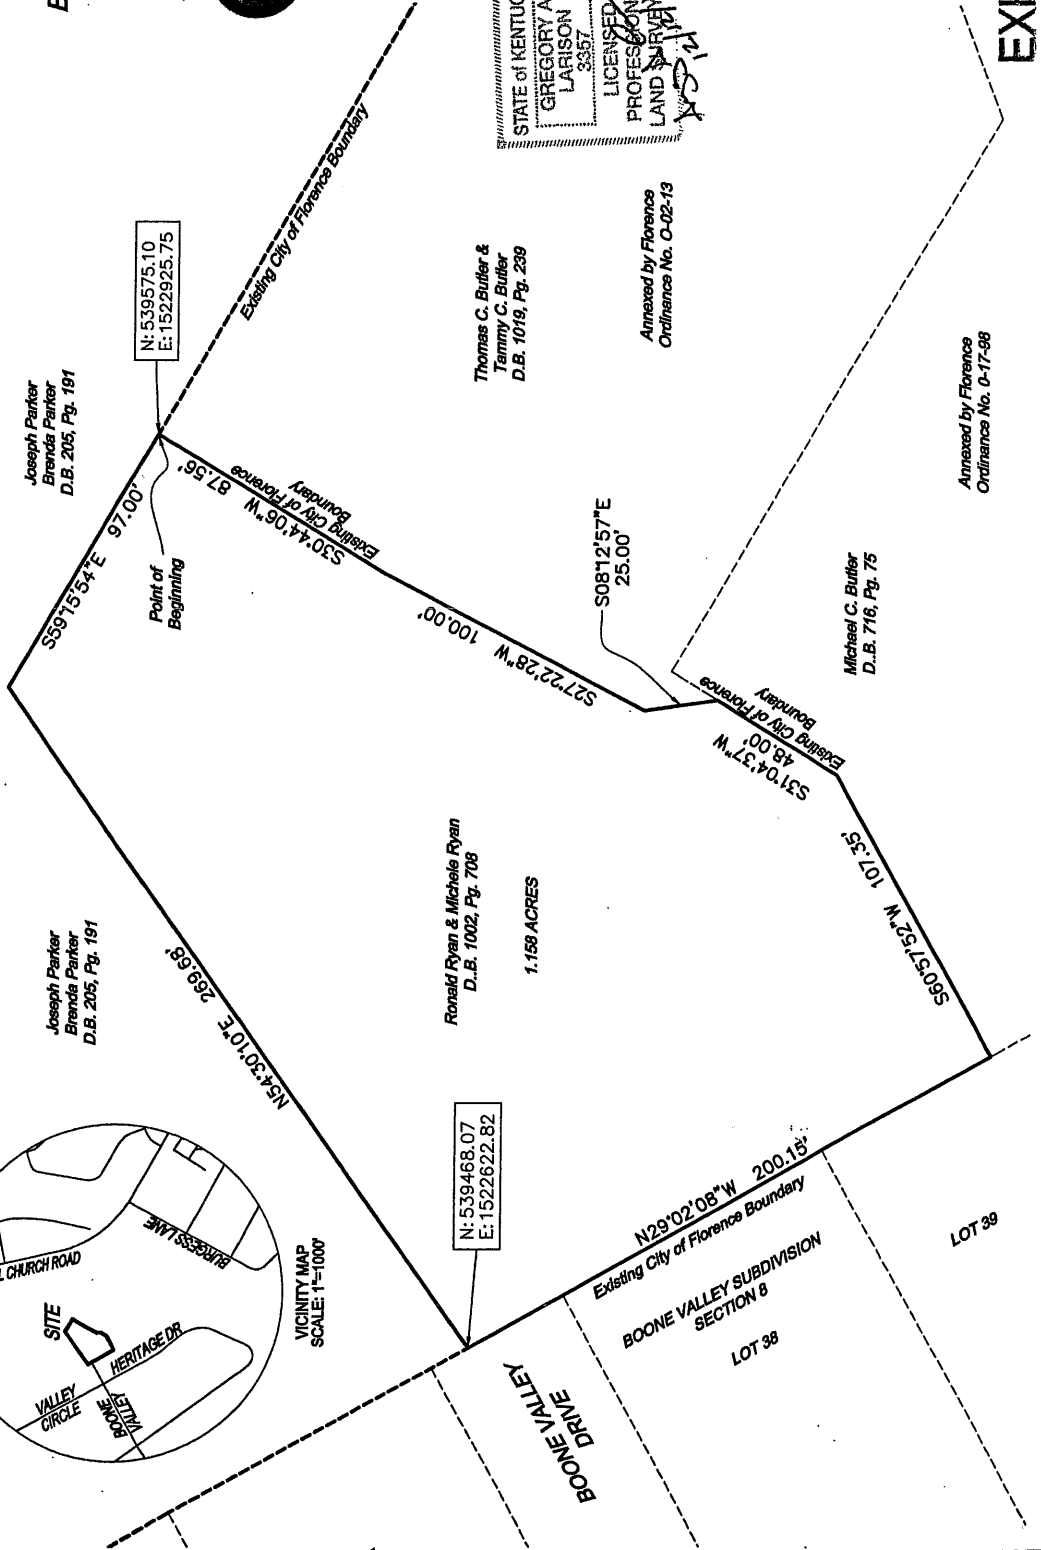 Joseph Parker
Brenda Parker
D.B. 205, Pg. 191
Joseph Parker
Brenda Parker
D.B. 205, Pg. 191
N: 539575.10
E: 1522925.75
Existing City of Florence Boundary
S59°15'54"E 97.00'
Point of
Beginning
S30°44'06"W 87.56'
Existing City of Florence
Boundary
S27°22'28"W 100.00'
S08°12'57"E
25.00'
S31°04'37"W
48.00'
Existing City of Florence
Boundary
S60°57'52"W 107.35'
N29°02'08"W 200.15'
Existing City of Florence Boundary
N54°30'10"E 269.68'
N: 539468.07
E: 1522622.82
Ronald Ryan & Michele Ryan
D..B. 1002, Pg. 708
1.158 ACRES
Thomas C. Butler &
Tammy C. Butler
D.B. 1019, Pg. 239
Annexed by Florence
Ordinance No. O-02-13
Michael C. Butler
D..B. 716, Pg. 75
Annexed by Florence
Ordinance No. 0-17-98
STATE of KENTUC
GREGORY A
LARISON
3357
LICENSED
PROFESSION
LAND SURVEY
BOONE VALLEY
DRIVE
BOONE VALLEY SUBDIVISION
SECTION 8
LOT 38
LOT 39
SITE
L CHURCH ROAD
BURGESS LANE
HERITAGE DR
VALLEY
CIRCLE
BOONE
VALLEY
VICINITY MAP
SCALE: 1"=1000'
EXI